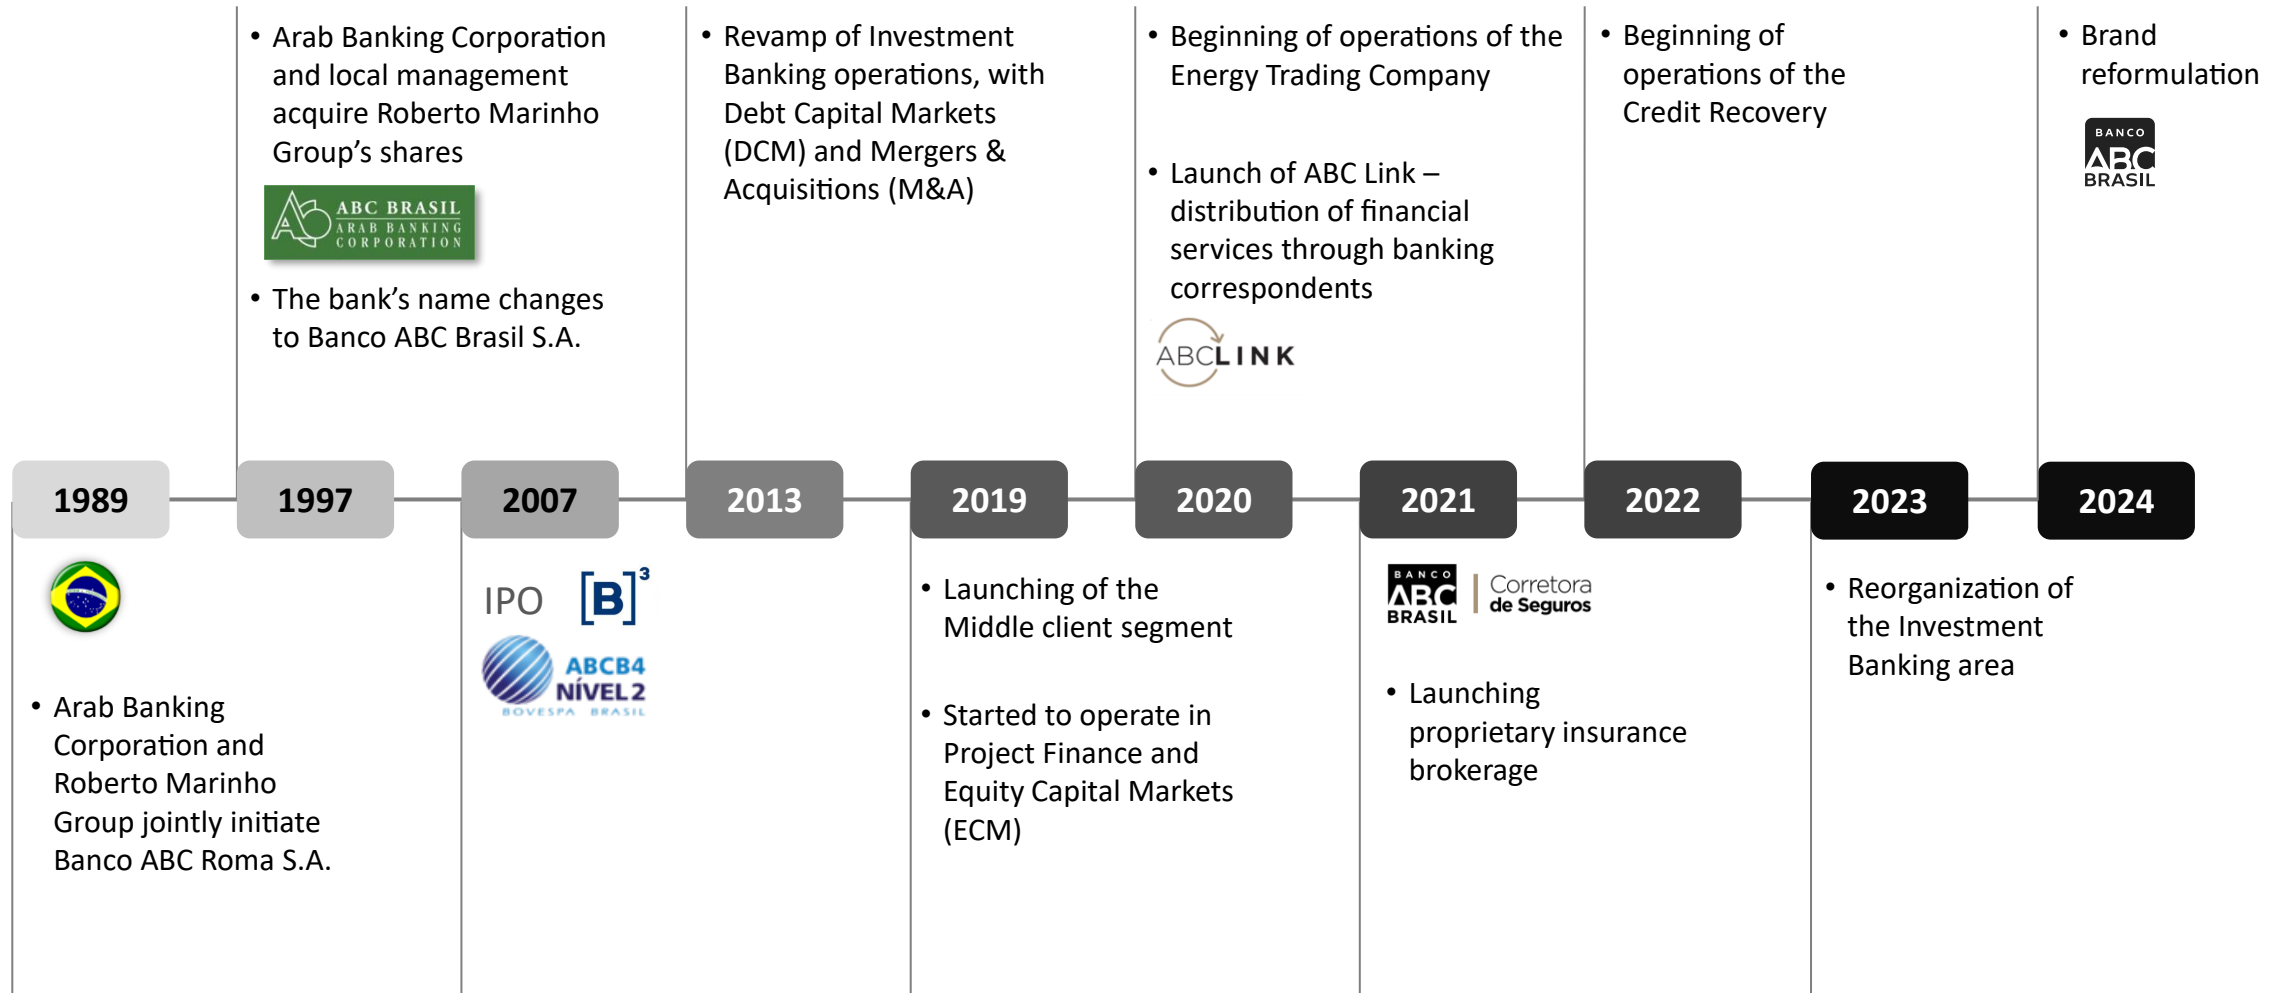 • Arab Banking Corporation
and local management
acquire Roberto Marinho
Group’s shares
ABC BRASIL
ARAB BANKING
CORPORATION
• The bank’s name changes
to Banco ABC Brasil S.A.
• Revamp of Investment
Banking operations, with
Debt Capital Markets
(DCM) and Mergers &
Acquisitions (M&A)
• Beginning of operations of the
Energy Trading Company
• Launch of ABC Link –
distribution of financial
services through banking
correspondents
ABCLINK
• Beginning of
operations of the
Credit Recovery
• Brand
reformulation
BANCO
ABC
BRASIL
1989
1997
2007
2013
2019
2020
2021
2022
2023
2024
• Arab Banking
Corporation and
Roberto Marinho
Group jointly initiate
Banco ABC Roma S.A.
IPO
[B]³
ABCB4
NÍVEL 2
BOVESPA BRASIL
• Launching of the
Middle client segment
• Started to operate in
Project Finance and
Equity Capital Markets
(ECM)
BANCO
ABC
BRASIL
Corretora
de Seguros
• Launching
proprietary insurance
brokerage
• Reorganization of
the Investment
Banking area